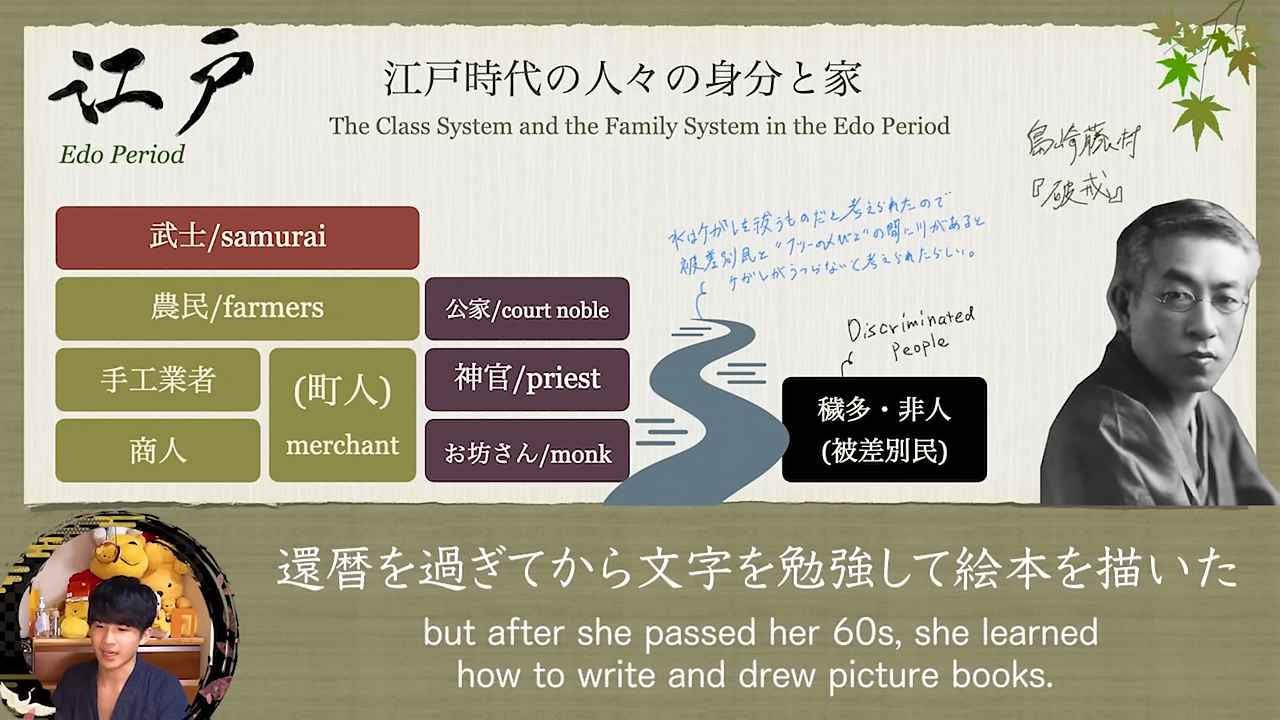 江戸
Edo Period
江戸時代の人々の身分と家
The Class System and the Family System in the Edo Period
島崎藤村
『破戒』
武士/samurai
農民/farmers
手工業者
商人
(町人)
merchant
公家/court noble
神官/priest
お坊さん/monk
水はケガレを祓うものだと考えられたので
被差別民と“フツーの人びと”の間に川があると
ケガレがうつらないと考えられたらしい。
Discriminated
People
穢多・非人
(被差別民)
還暦を過ぎてから文字を勉強して絵本を描いた
but after she passed her 60s, she learned
how to write and drew picture books.